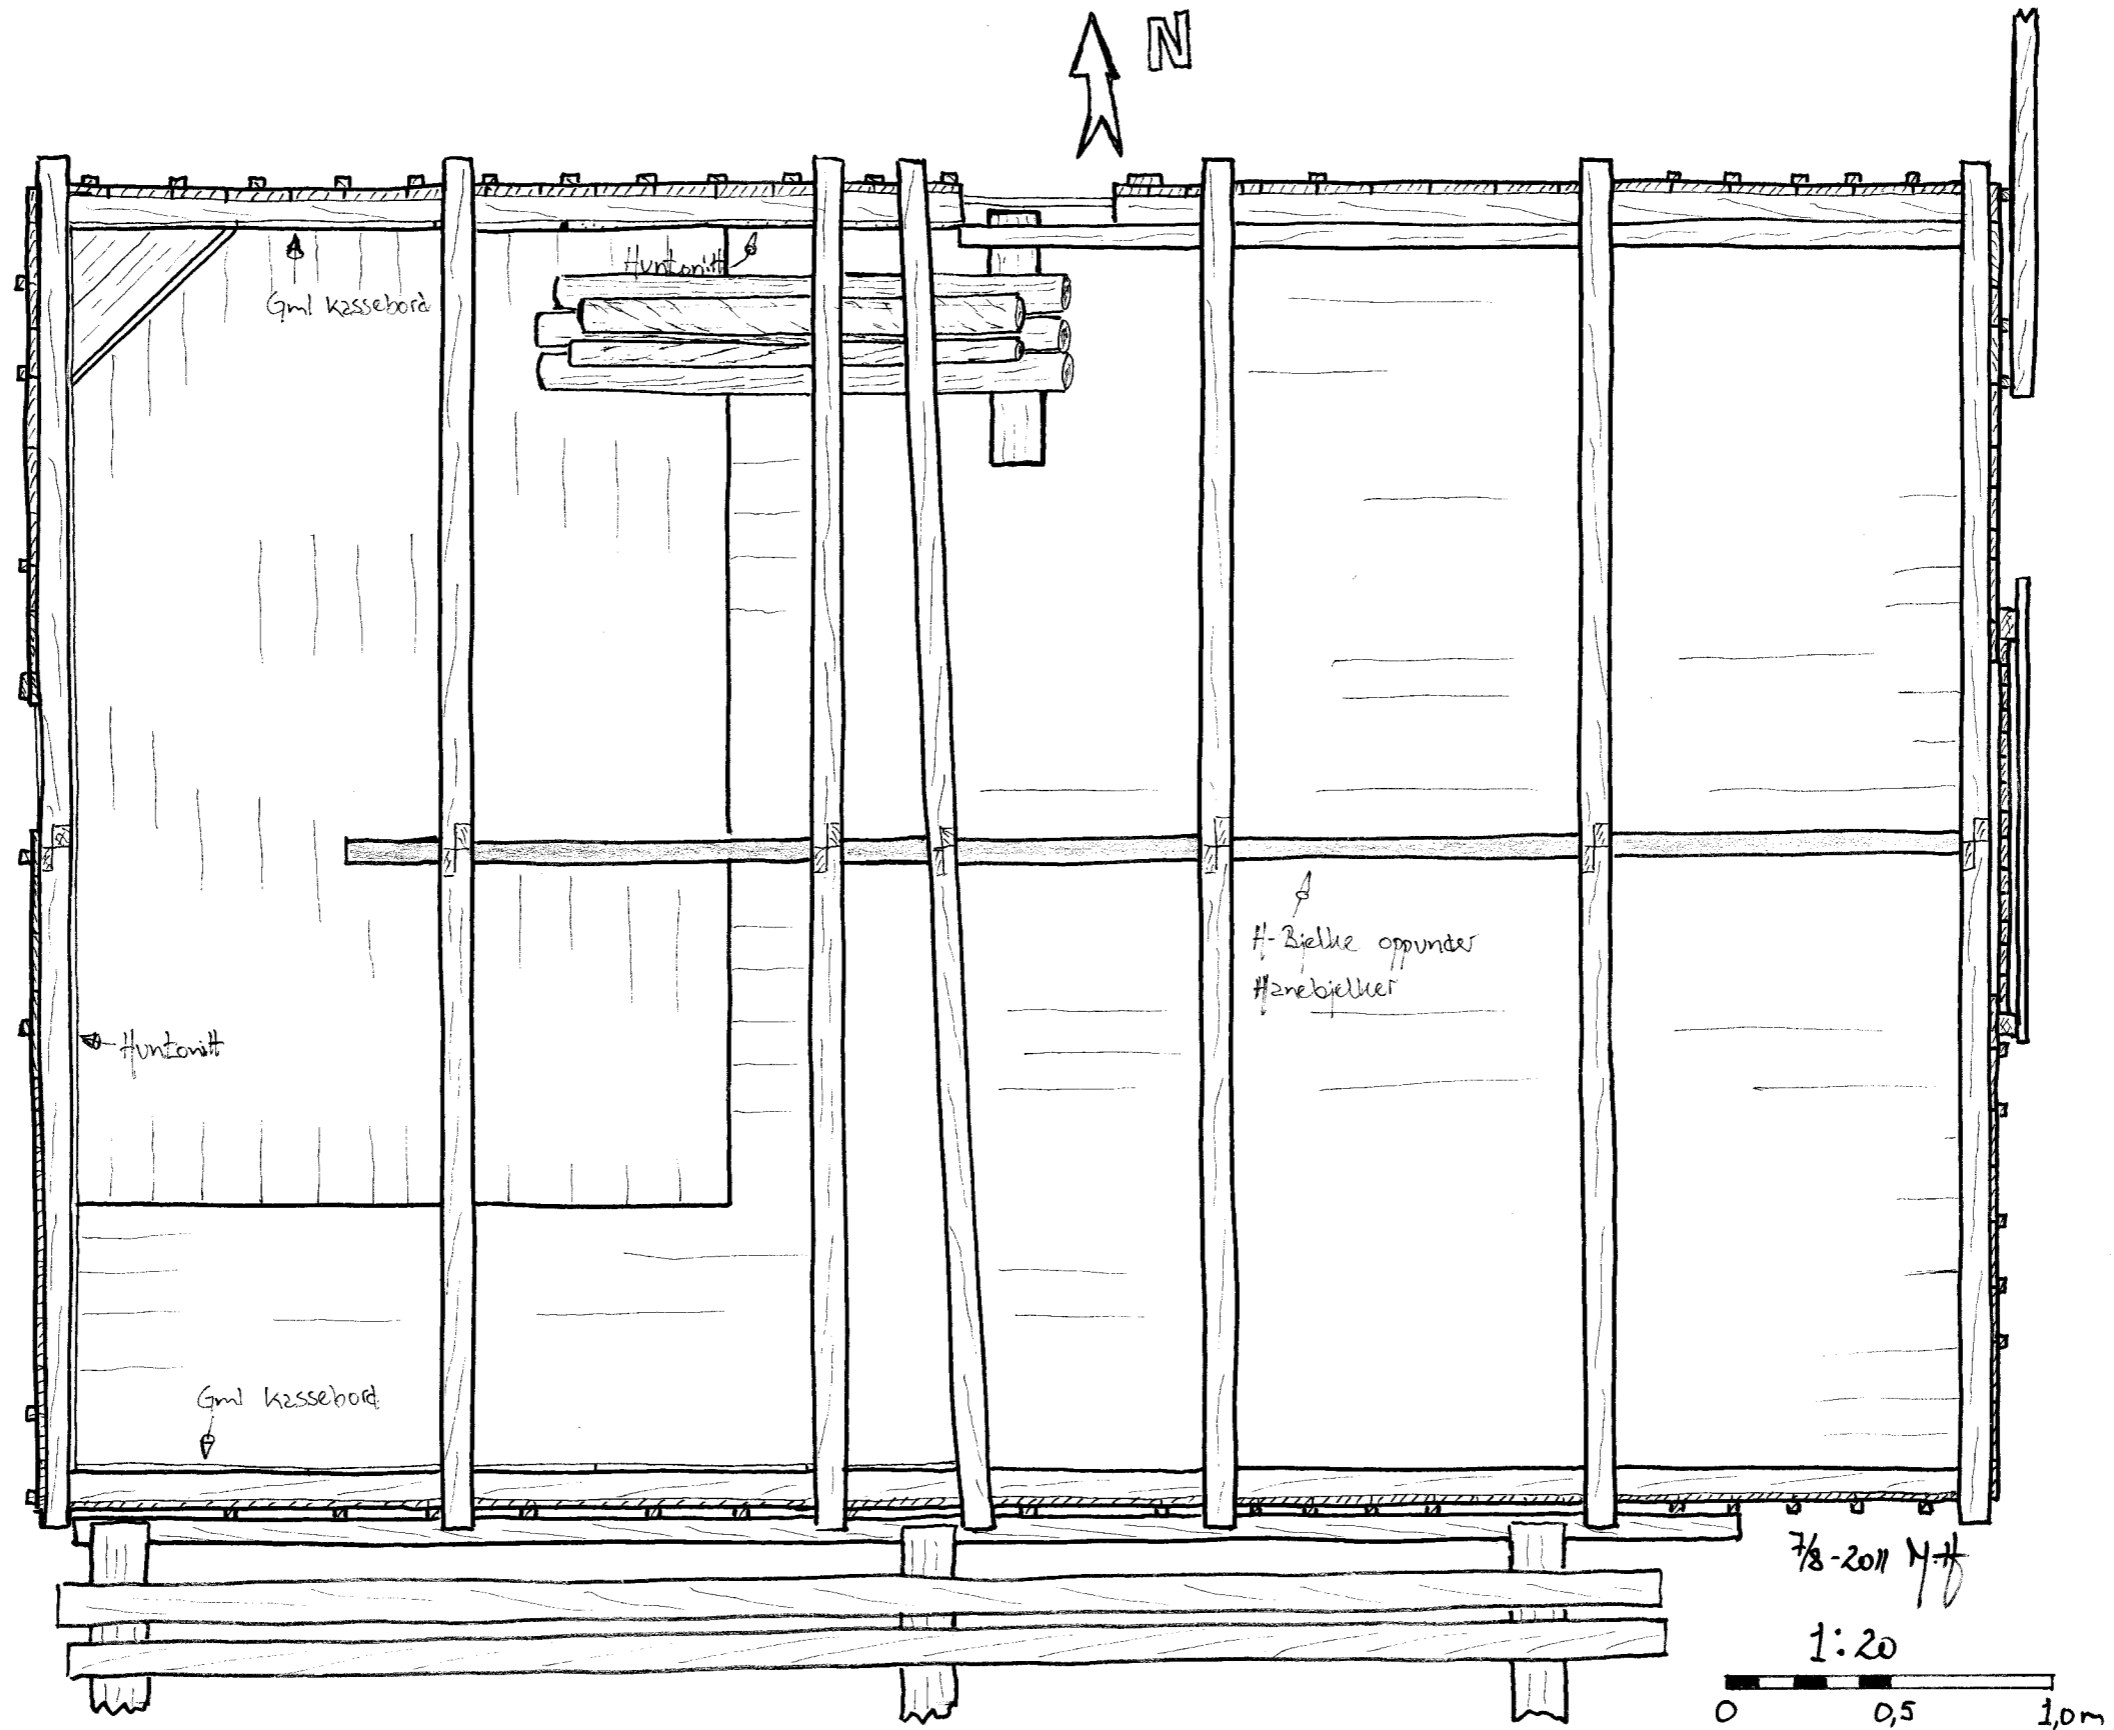 N
Huntonitt
Gml kassebord
H-Bjelke oppunder
Hanebjelker
Huntonitt
Gml kassebord
7/8-2011 M.H
1:20
0 0,5 1,0m